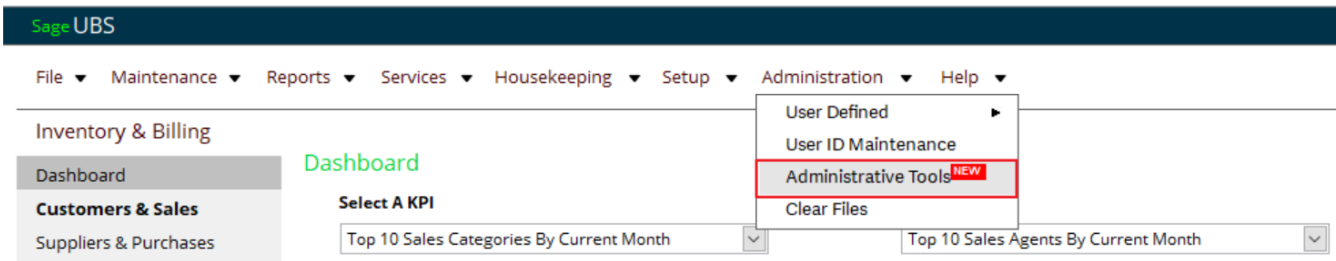 Sage UBS
File Maintenance Reports Services Housekeeping Setup Administration Help
User Defined
Inventory & Billing
User ID Maintenance
Dashboard
Administrative Tools NEW
Dashboard
Customers & Sales
Select A KPI
Clear Files
Suppliers & Purchases
Top 10 Sales Categories By Current Month
Top 10 Sales Agents By Current Month